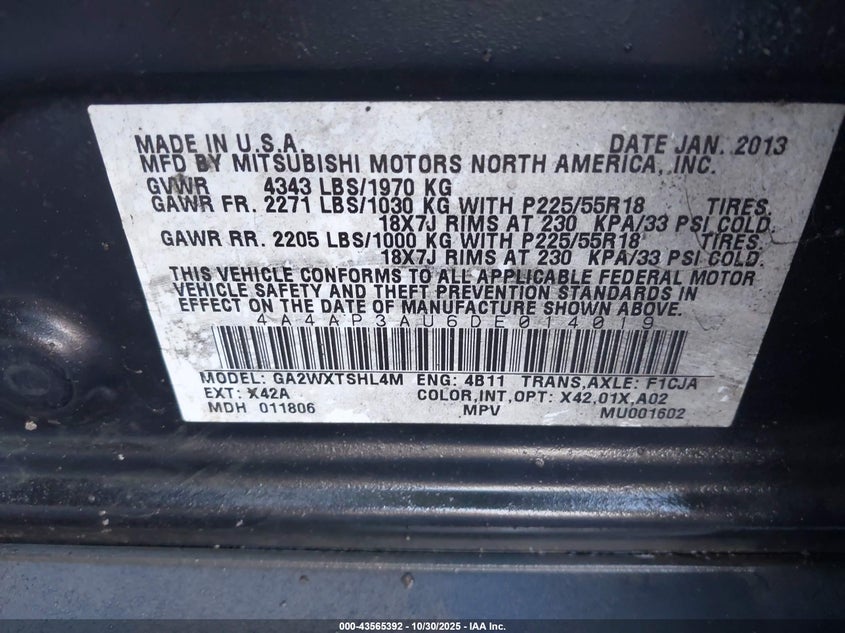 MADE IN U.S.A. DATE JAN. 2013
MFD BY MITSUBISHI MOTORS NORTH AMERICA, INC.
GVWR 4343 LBS/1970 KG
GAWR FR. 2271 LBS/1030 KG WITH P225/55R18 TIRES.
18X7J RIMS AT 230 KPA/33 PSI COLD.
GAWR RR. 2205 LBS/1000 KG WITH P225/55R18 TIRES.
18X7J RIMS AT 230 KPA/33 PSI COLD.
THIS VEHICLE CONFORMS TO ALL APPLICABLE FEDERAL MOTOR
VEHICLE SAFETY AND THEFT PREVENTION STANDARDS IN
EFFECT ON THE DATE OF MANUFACTURE SHOWN ABOVE.
4A4AP3AU6DE014019
MODEL: GA2WXTSHL4M ENG: 4B11 TRANS,AXLE: F1CJA
EXT: X42A COLOR,INT,OPT: X42,01X,A02
MDH 011806 MPV MU001602
000-43565392 - 10/30/2025 - IAA Inc.